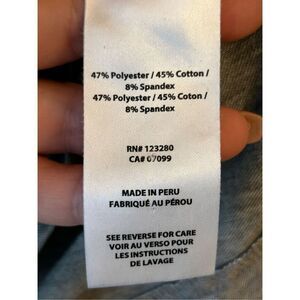 47% Polyester / 45% Cotton /
8% Spandex
47% Polyester / 45% Coton /
8% Spandex
RN# 123280
CA# 07099
MADE IN PERU
FABRIQUÉ AU PÉROU
SEE REVERSE FOR CARE
VOIR AU VERSO POUR
LES INSTRUCTIONS
DE LAVAGE